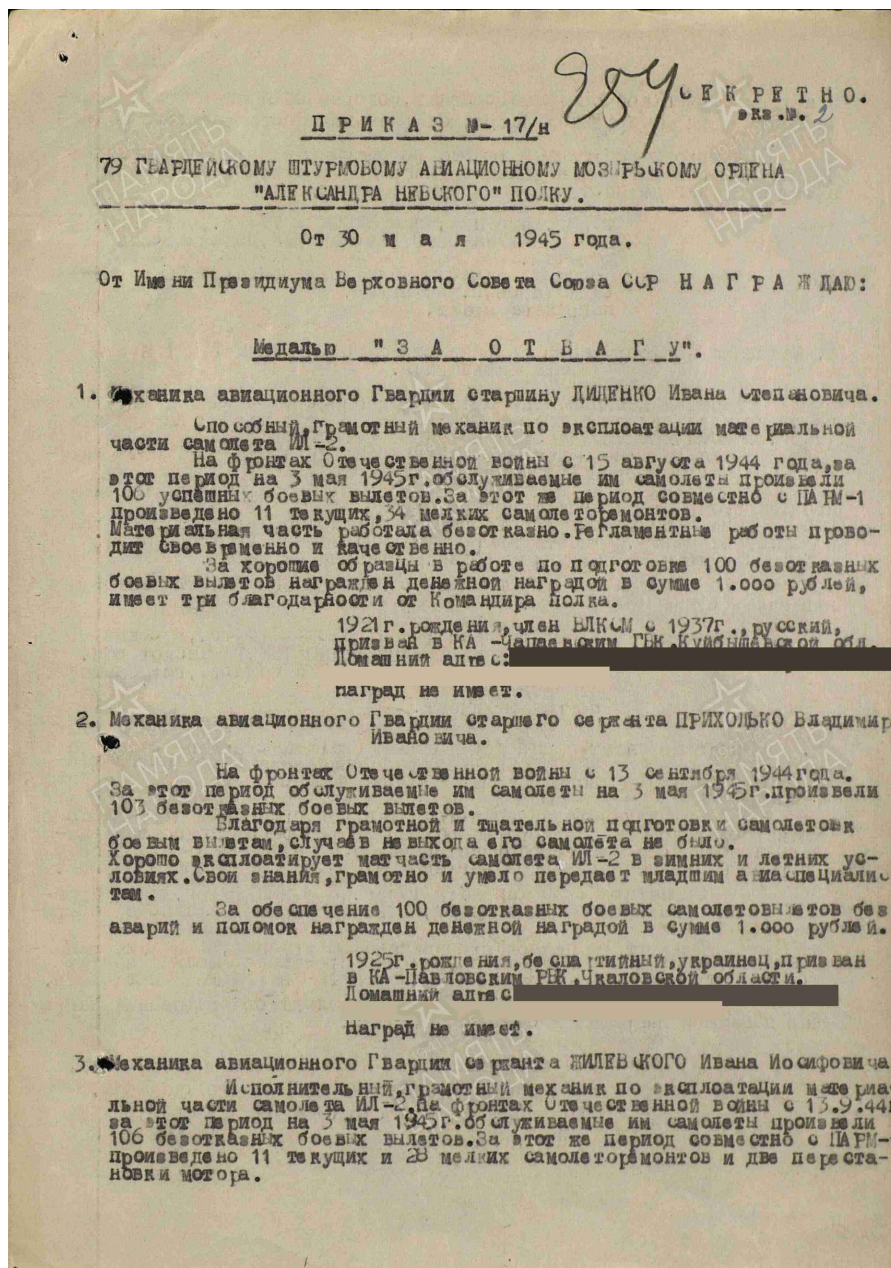 284
СЕКРЕТНО.
экз.№. 2
ПРИКАЗ №- 17/н
79 ГВАРДЕЙСКОМУ ШТУРМОВОМУ АВИАЦИОННОМУ МОЗЫРЬСКОМУ ОРДЕНА
"АЛЕКСАНДРА НЕВСКОГО" ПОЛКУ.
От 30 мая 1945 года.
От Имени Президиума Верховного Совета Союза ССР НАГРАЖДАЮ:
Медалью "ЗА ОТВАГУ".
1. Механика авиационного Гвардии старшину ДИДЕНКО Ивана Степановича.
Способный,грамотный механик по эксплоатации материальной
части самолета ИЛ-2.
На фронтах Отечественной войны с 15 августа 1944 года,за
этот период на 3 мая 1945г.обслуживаемые им самолеты произвели
106 успешных боевых вылетов.За этот же период совместно с ПАРМ-1
произведено 11 текущих,34 мелких самолеторемонтов.
Материальная часть работала безотказно.Регламентные работы прово-
дит своевременно и качественно.
За хорошие образцы в работе по подготовке 100 безотказных
боевых вылетов награжден денежной наградой в сумме 1.000 рублей,
имеет три благодарности от Командира полка.
1921г.рождения,член ВЛКСМ с 1937г.,русский,
призван в КА -Чапаевским ГВК.Куйбышевской обл.
Домашний адрес:
наград не имеет.
2. Механика авиационного Гвардии старшего сержанта ПРИХОДЬКО Владимир
Ивановича.
На фронтах Отечественной войны с 13 сентября 1944года.
За этот период обслуживаемые им самолеты на 3 мая 1945г.произвели
103 безотказных боевых вылетов.
Благодаря грамотной и тщательной подготовки самолетов к
боевым вылетам,случаев невыхода его самолета не было.
Хорошо эксплоатирует матчасть самолета ИЛ-2 в зимних и летних ус-
ловиях.Свои знания,грамотно и умело передает младшим авиаспециалис
там.
За обеспечение 100 безотказных боевых самолетовылетов без
аварий и поломок награжден денежной наградой в сумме 1.000 рублей.
1925г.рождения,беспартийный,украинец,призван
в КА -Павловским РВК.Чкаловской области.
Домашний адрес
Наград не имеет.
3. Механика авиационного Гвардии сержанта ЖИЛЕВСКОГО Ивана Иосифовича
Исполнительный,грамотный механик по эксплоатации материа-
льной части самолета ИЛ-2.На фронтах Отечественной войны с 13.9.44г
за этот период на 3 мая 1945г.обслуживаемые им самолеты произвели
106 безотказных боевых вылетов.За этот же период совместно с ПАРМ-
произведено 11 текущих и 28 мелких самолеторемонтов и две переста-
новки мотора.